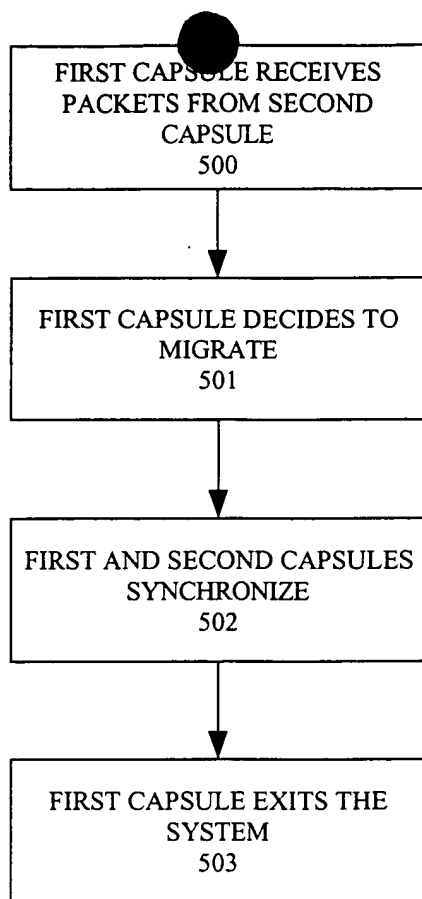 FIRST CAPSULE RECEIVES
PACKETS FROM SECOND
CAPSULE
500
FIRST CAPSULE DECIDES TO
MIGRATE
501
FIRST AND SECOND CAPSULES
SYNCHRONIZE
502
FIRST CAPSULE EXITS THE
SYSTEM
503